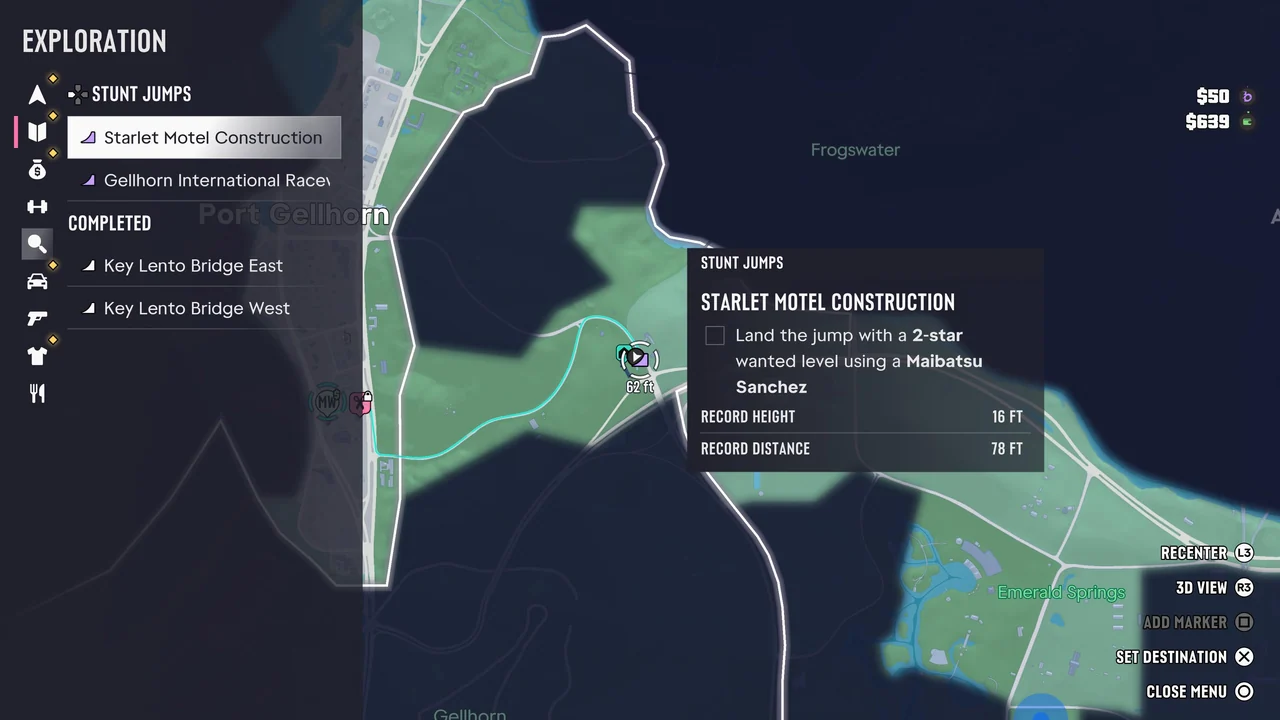 EXPLORATION
STUNT JUMPS
Starlet Motel Construction
Gellhorn International Racew
Port Gellhorn
COMPLETED
Key Lento Bridge East
Key Lento Bridge West
MW
$50
$639
Frogswater
A
62 ft
STUNT JUMPS
STARLET MOTEL CONSTRUCTION
Land the jump with a 2-star
wanted level using a Maibatsu
Sanchez
RECORD HEIGHT 16 FT
RECORD DISTANCE 78 FT
Emerald Springs
Gellhorn
RECENTER L3
3D VIEW R3
ADD MARKER
SET DESTINATION
CLOSE MENU